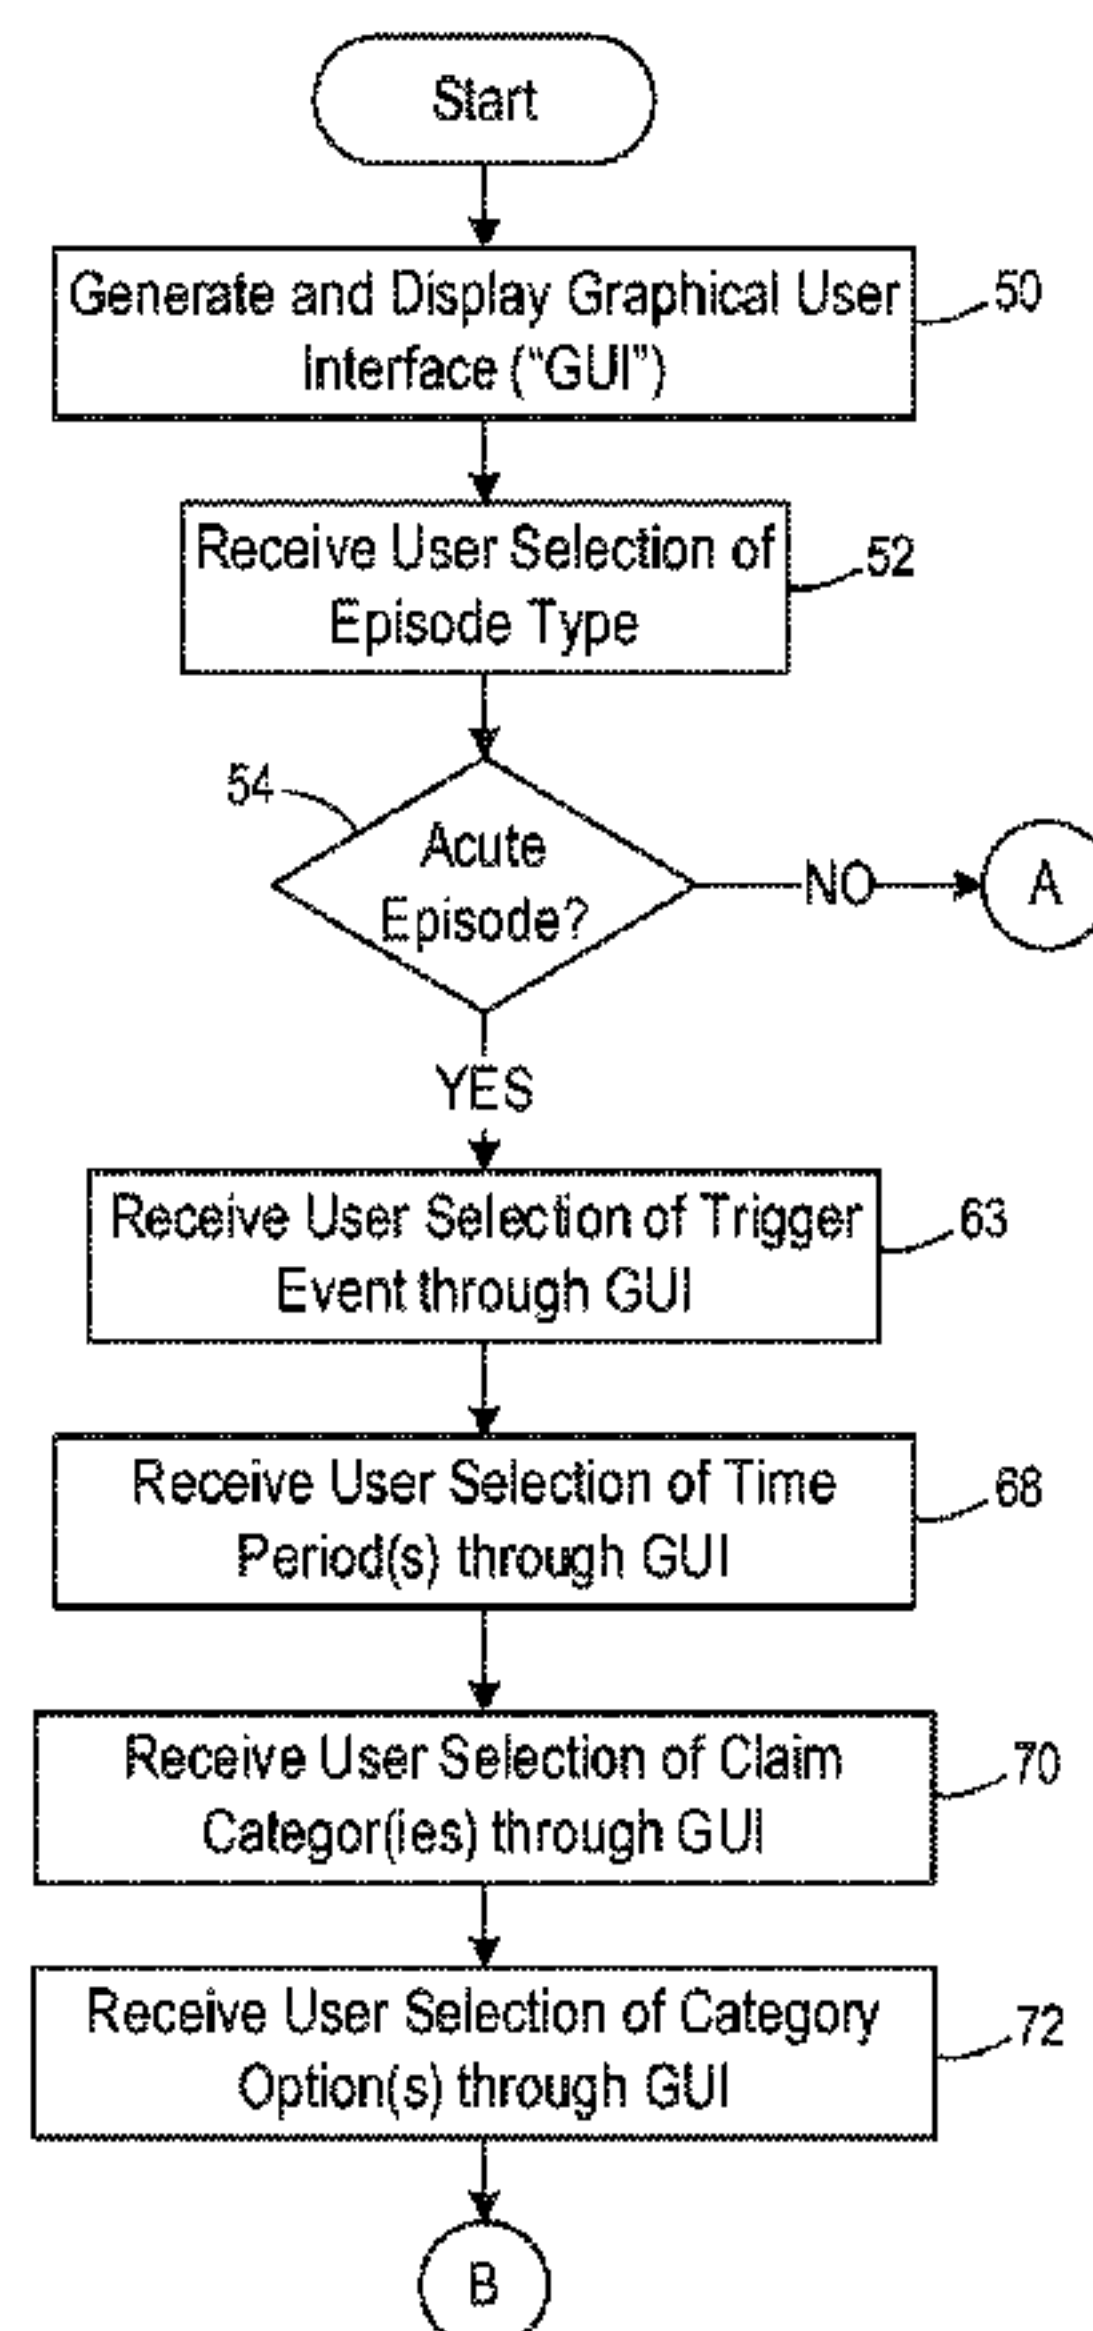 Start
Generate and Display Graphical User
Interface (“GUI”)
50
Receive User Selection of
Episode Type
52
54
Acute
Episode?
NO
A
YES
Receive User Selection of Trigger
Event through GUI
63
Receive User Selection of Time
Period(s) through GUI
68
Receive User Selection of Claim
Categor(ies) through GUI
70
Receive User Selection of Category
Option(s) through GUI
72
B